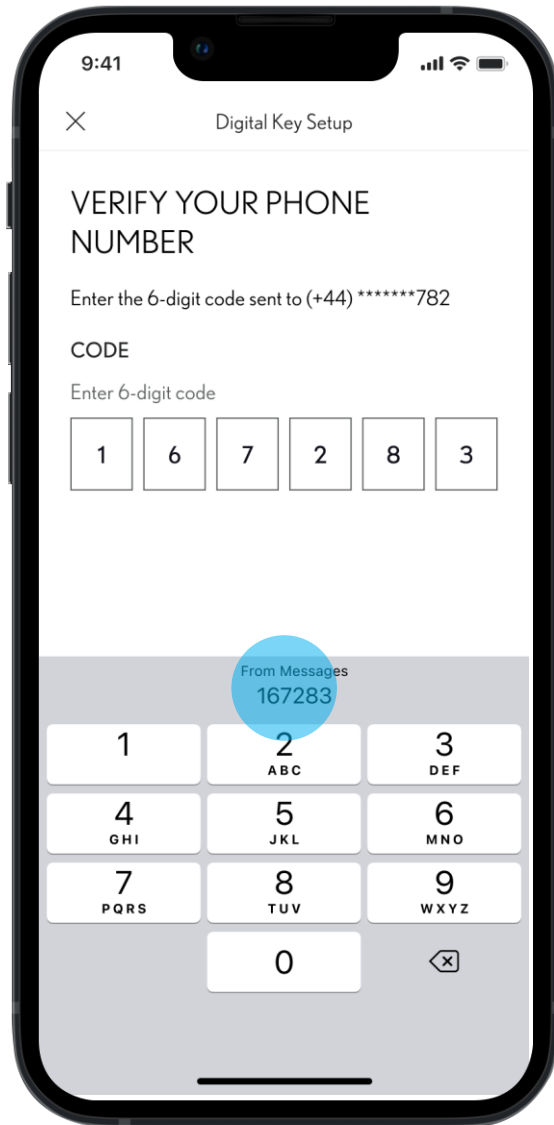 9:41
Digital Key Setup
VERIFY YOUR PHONE
NUMBER
Enter the 6-digit code sent to (+44) *******782
CODE
Enter 6-digit code
1 6 7 2 8 3
From Messages
167283
1 2 3
ABC DEF
4 5 6
GHI JKL MNO
7 8 9
PQRS TUV WXYZ
0